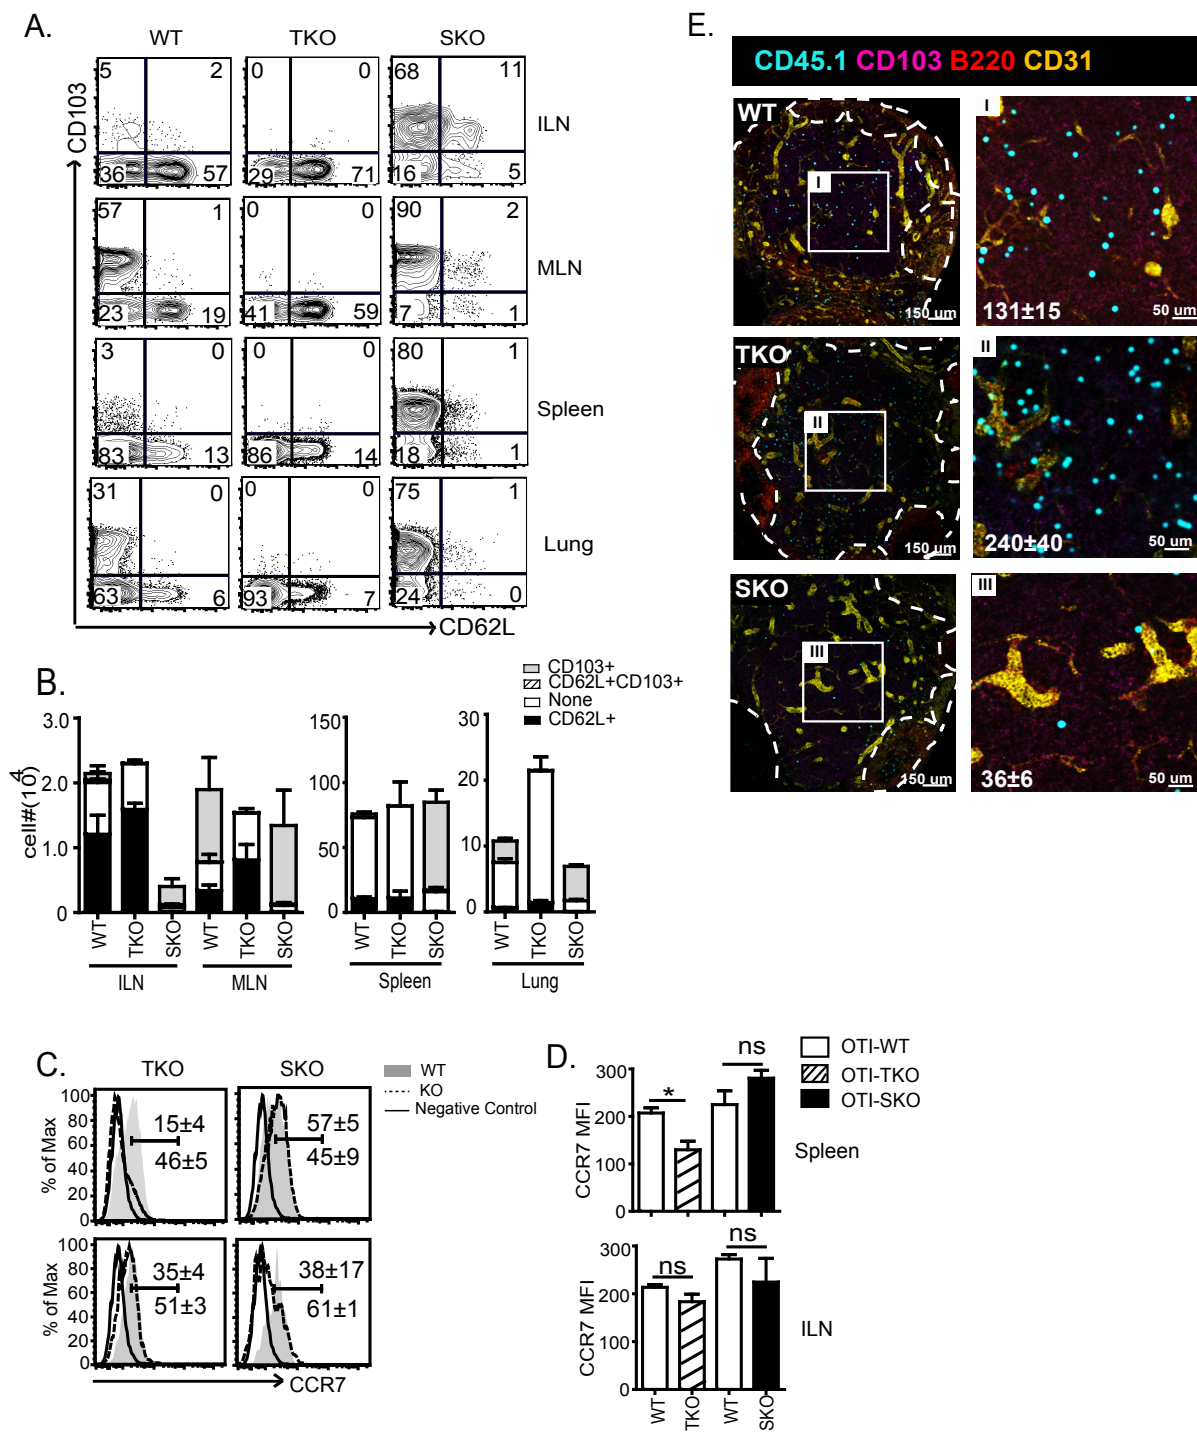 A.
WT TKO SKO
CD103
5 2 0 0 68 11
ILN
36 57 29 71 16 5
57 1 0 0 90 2
MLN
23 19 41 59 7 1
3 0 0 0 80 1
Spleen
83 13 86 14 18 1
31 0 0 0 75 1
Lung
63 6 93 7 24 0
CD62L
B.
CD103+
CD62L+CD103+
None
CD62L+
cell#(10^4)
3.0
2.0
1.0
0
WT TKO SKO WT TKO SKO
ILN MLN
150
100
50
0
WT TKO SKO
Spleen
30
20
10
0
WT TKO SKO
Lung
C.
TKO SKO
WT
KO
Negative Control
% of Max
100
80
60
40
20
0
15±4
46±5
57±5
45±9
% of Max
100
80
60
40
20
0
35±4
51±3
38±17
61±1
CCR7
D.
OTI-WT
OTI-TKO
OTI-SKO
CCR7 MFI
300
200
100
0
* ns
Spleen
CCR7 MFI
300
200
100
0
ns ns
ILN
WT TKO WT SKO
E.
CD45.1 CD103 B220 CD31
WT
I
150 um
I
131±15
50 um
TKO
II
150 um
II
240±40
50 um
SKO
III
150 um
III
36±6
50 um